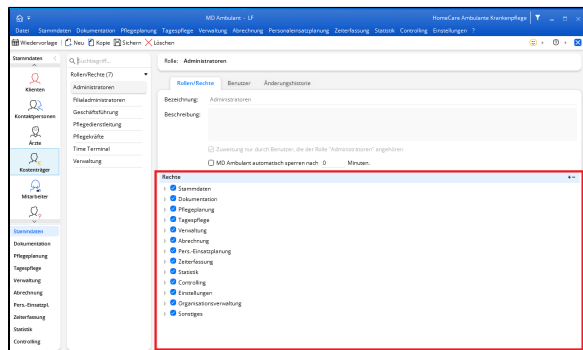 MD Ambulant - LF
HomeCare Ambulante Krankenpflege
Datei Stammdaten Dokumentation Pflegeplanung Tagespflege Verwaltung Abrechnung Personaleinsatzplanung Zeiterfassung Statistik Controlling Einstellungen ?
Wiedervorlage Neu Kopie Sichern Löschen
Stammdaten
Klienten
Kontaktpersonen
Ärzte
Kostenträger
Mitarbeiter
Stammdaten
Dokumentation
Pflegeplanung
Tagespflege
Verwaltung
Abrechnung
Pers.-Einsatzpl.
Zeiterfassung
Statistik
Controlling
Suchbegriff...
Rollen/Rechte (7)
Administratoren
Filialadministratoren
Geschäftsführung
Pflegedienstleitung
Pflegekräfte
Time Terminal
Verwaltung
Rolle: Administratoren
Rollen/Rechte Benutzer Änderungshistorie
Bezeichnung: Administratoren
Beschreibung:
Zuweisung nur durch Benutzer, die der Rolle "Administratoren" angehören
MD Ambulant automatisch sperren nach 0 Minuten.
Rechte
Stammdaten
Dokumentation
Pflegeplanung
Tagespflege
Verwaltung
Abrechnung
Pers.-Einsatzplanung
Zeiterfassung
Statistik
Controlling
Einstellungen
Organisationsverwaltung
Sonstiges